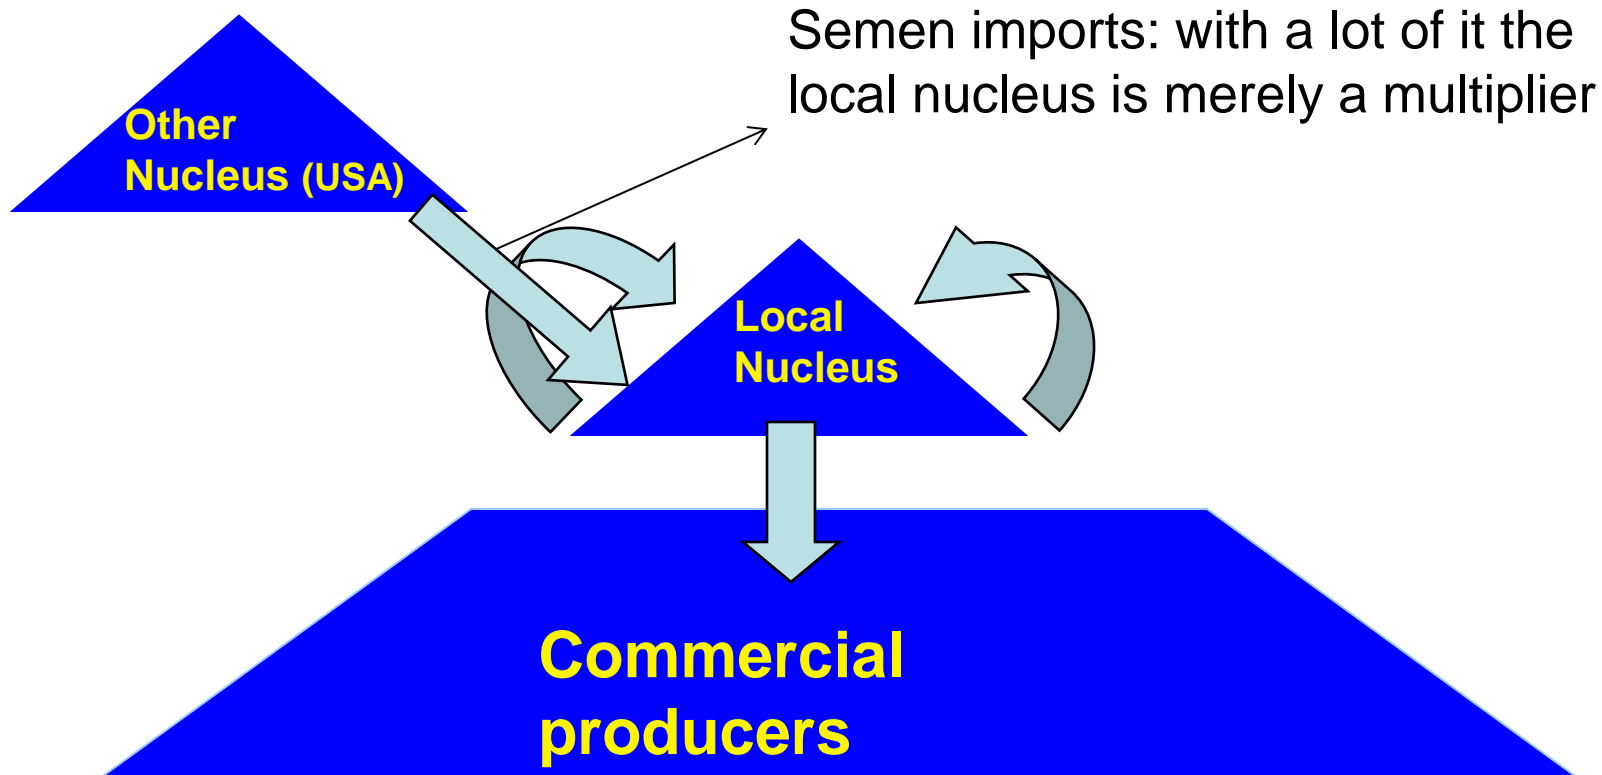 Semen imports: with a lot of it the
local nucleus is merely a multiplier
Other
Nucleus (USA)
Local
Nucleus
Commercial
producers